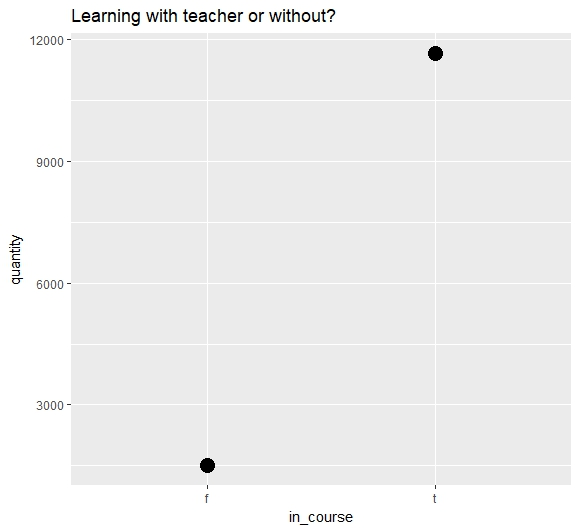 Learning with teacher or without?
12000
9000
6000
3000
quantity
f
t
in_course